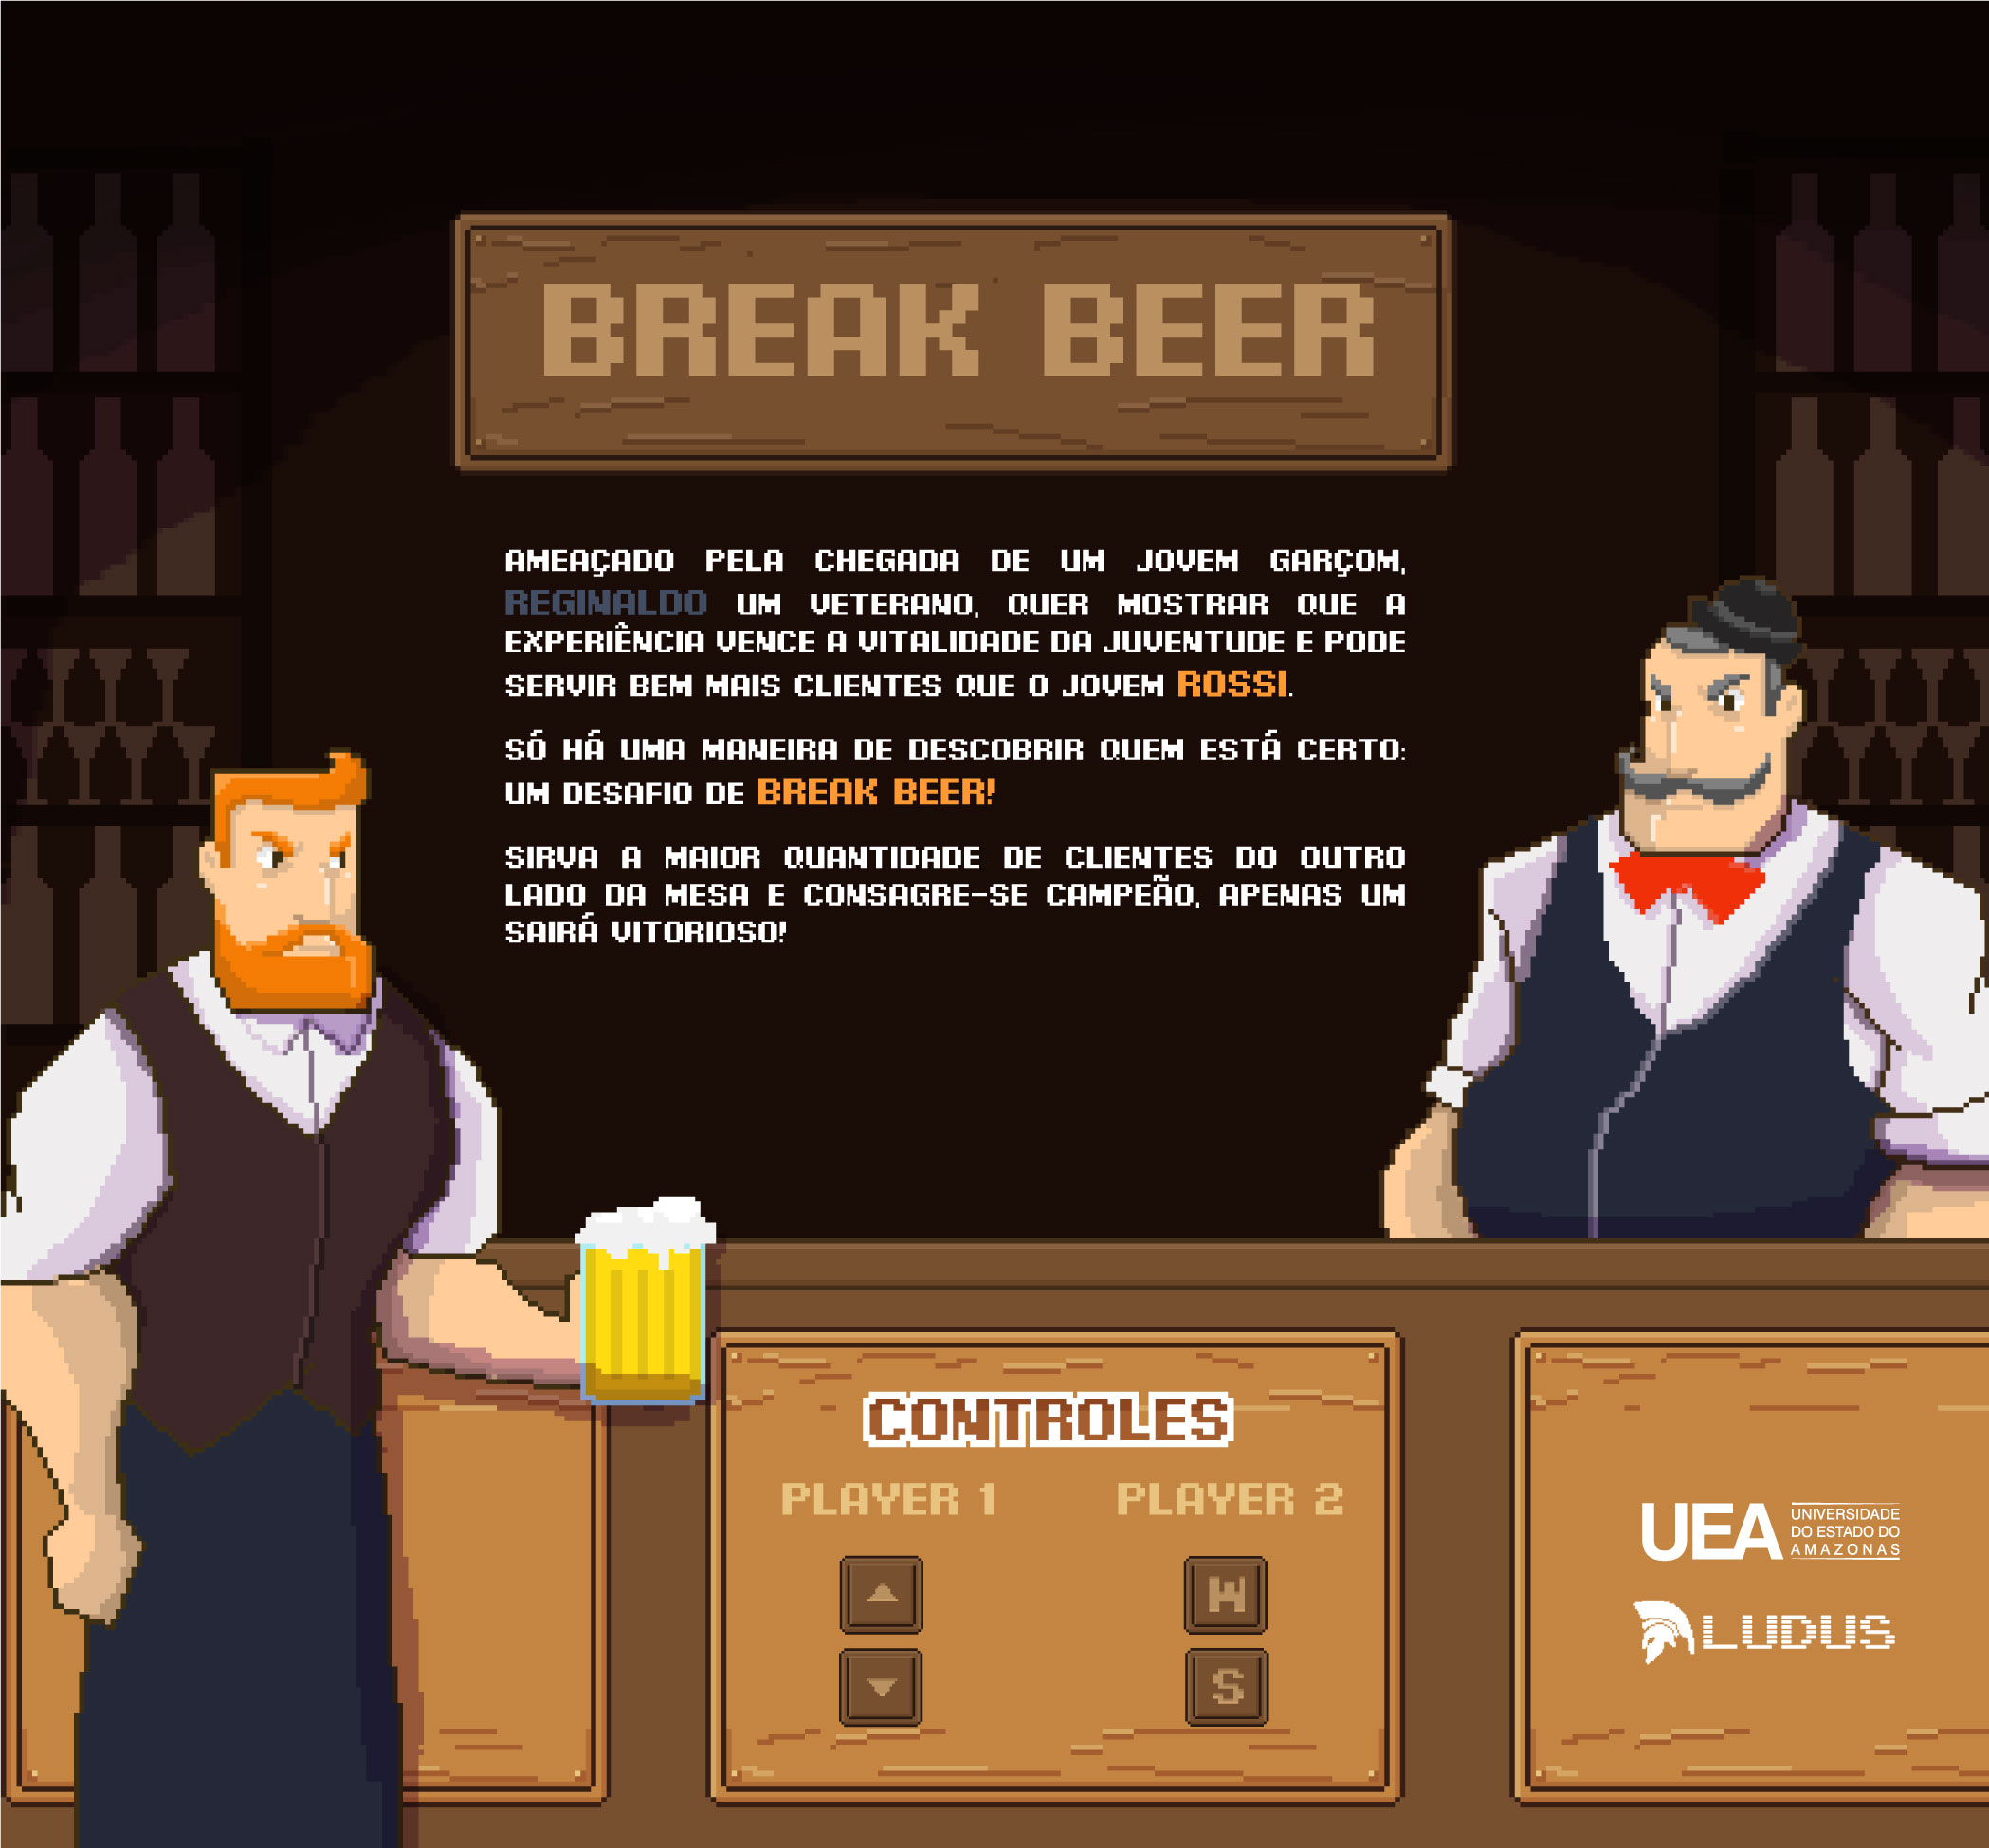 BREAK BEER
AMEAÇADO PELA CHEGADA DE UM JOVEM GARÇOM,
REGINALDO UM VETERANO, QUER MOSTRAR QUE A
EXPERIÊNCIA VENCE A VITALIDADE DA JUVENTUDE E PODE
SERVIR BEM MAIS CLIENTES QUE O JOVEM ROSSI.
SÓ HÁ UMA MANEIRA DE DESCOBRIR QUEM ESTÁ CERTO:
UM DESAFIO DE BREAK BEER!
SIRVA A MAIOR QUANTIDADE DE CLIENTES DO OUTRO
LADO DA MESA E CONSAGRE-SE CAMPEÃO, APENAS UM
SAIRÁ VITORIOSO!
CONTROLES
PLAYER 1 PLAYER 2
W
S
UEA UNIVERSIDADE
DO ESTADO DO
AMAZONAS
LUDUS